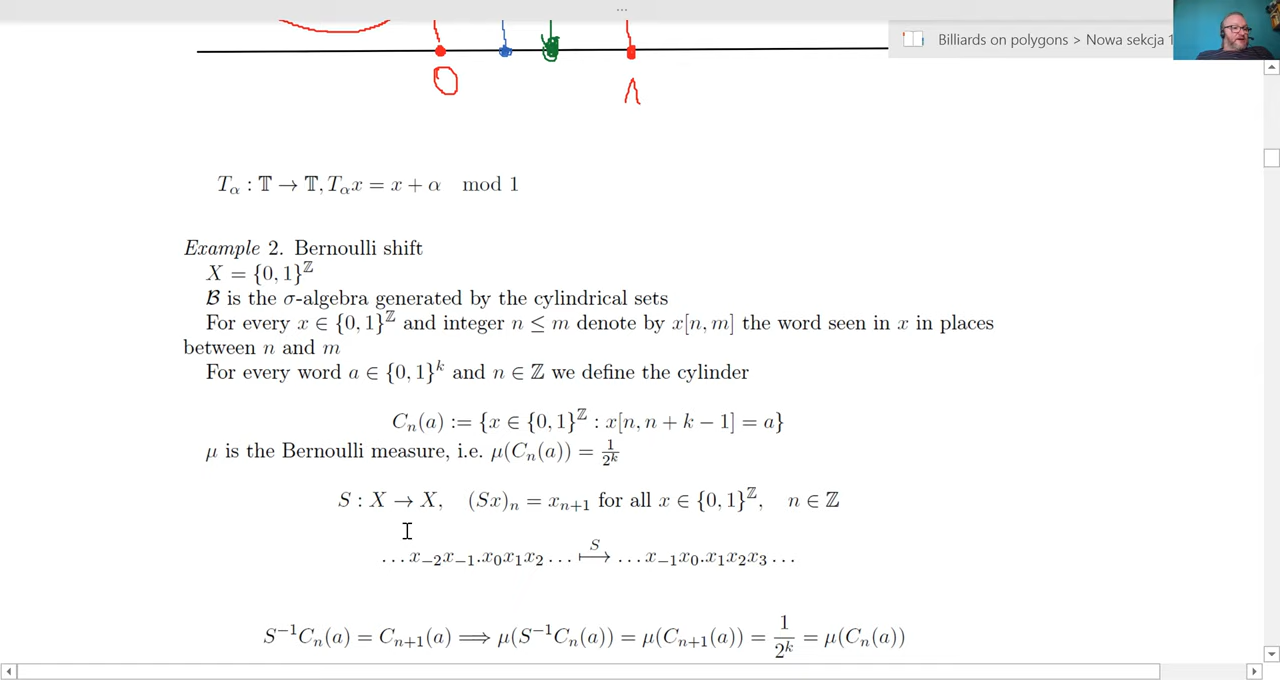 ...
Billiards on polygons > Nowa sekcja 1
0 1
T_α : 𝕋 → 𝕋, T_α x = x + α mod 1
Example 2. Bernoulli shift
X = {0, 1}^ℤ
ℬ is the σ-algebra generated by the cylindrical sets
For every x ∈ {0, 1}^ℤ and integer n ≤ m denote by x[n, m] the word seen in x in places
between n and m
For every word a ∈ {0, 1}^k and n ∈ ℤ we define the cylinder
C_n(a) := {x ∈ {0, 1}^ℤ : x[n, n + k − 1] = a}
μ is the Bernoulli measure, i.e. μ(C_n(a)) = 1/2^k
S : X → X, (Sx)_n = x_{n+1} for all x ∈ {0, 1}^ℤ, n ∈ ℤ
... x_{−2}x_{−1}.x_0x_1x_2 ... ⟼^S ... x_{−1}x_0.x_1x_2x_3 ...
S^{−1}C_n(a) = C_{n+1}(a) ⟹ μ(S^{−1}C_n(a)) = μ(C_{n+1}(a)) = 1/2^k = μ(C_n(a))